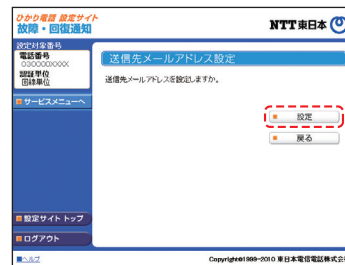 ひかり電話 設定サイト
故障・回復通知
NTT東日本
設定対象番号
電話番号
認証単位
回線単位
サービスメニューへ
設定サイトトップ
ログアウト
送信先メールアドレス設定
送信先メールアドレスを設定しますか。
設定
戻る
ヘルプ
Copyright©1999-2010 東日本電信電話株式会